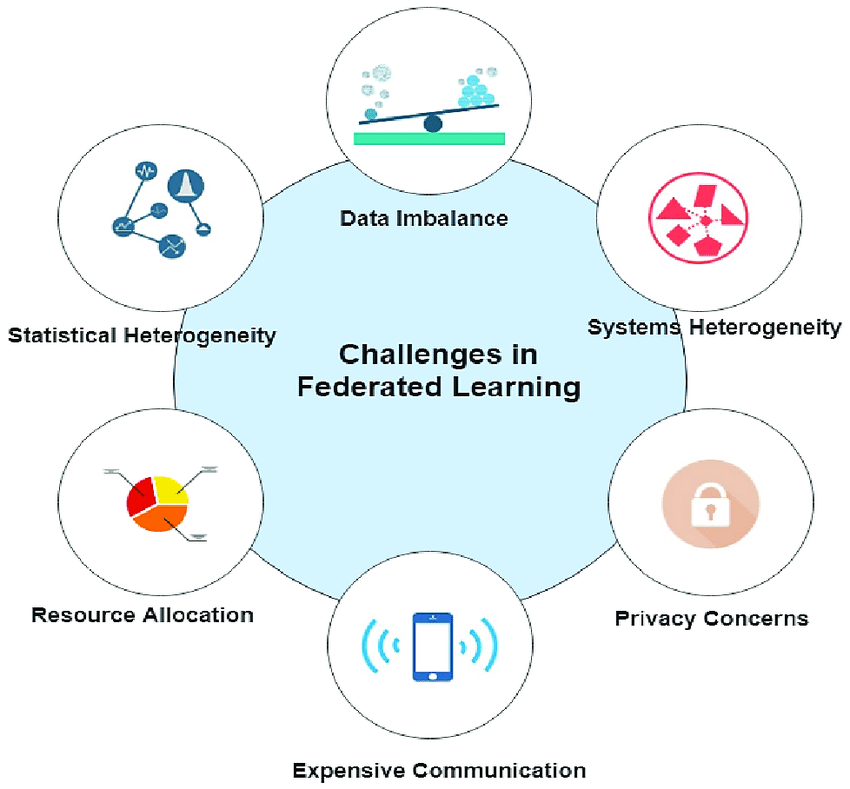 Data Imbalance
Statistical Heterogeneity
Systems Heterogeneity
Challenges in
Federated Learning
Resource Allocation
Privacy Concerns
Expensive Communication